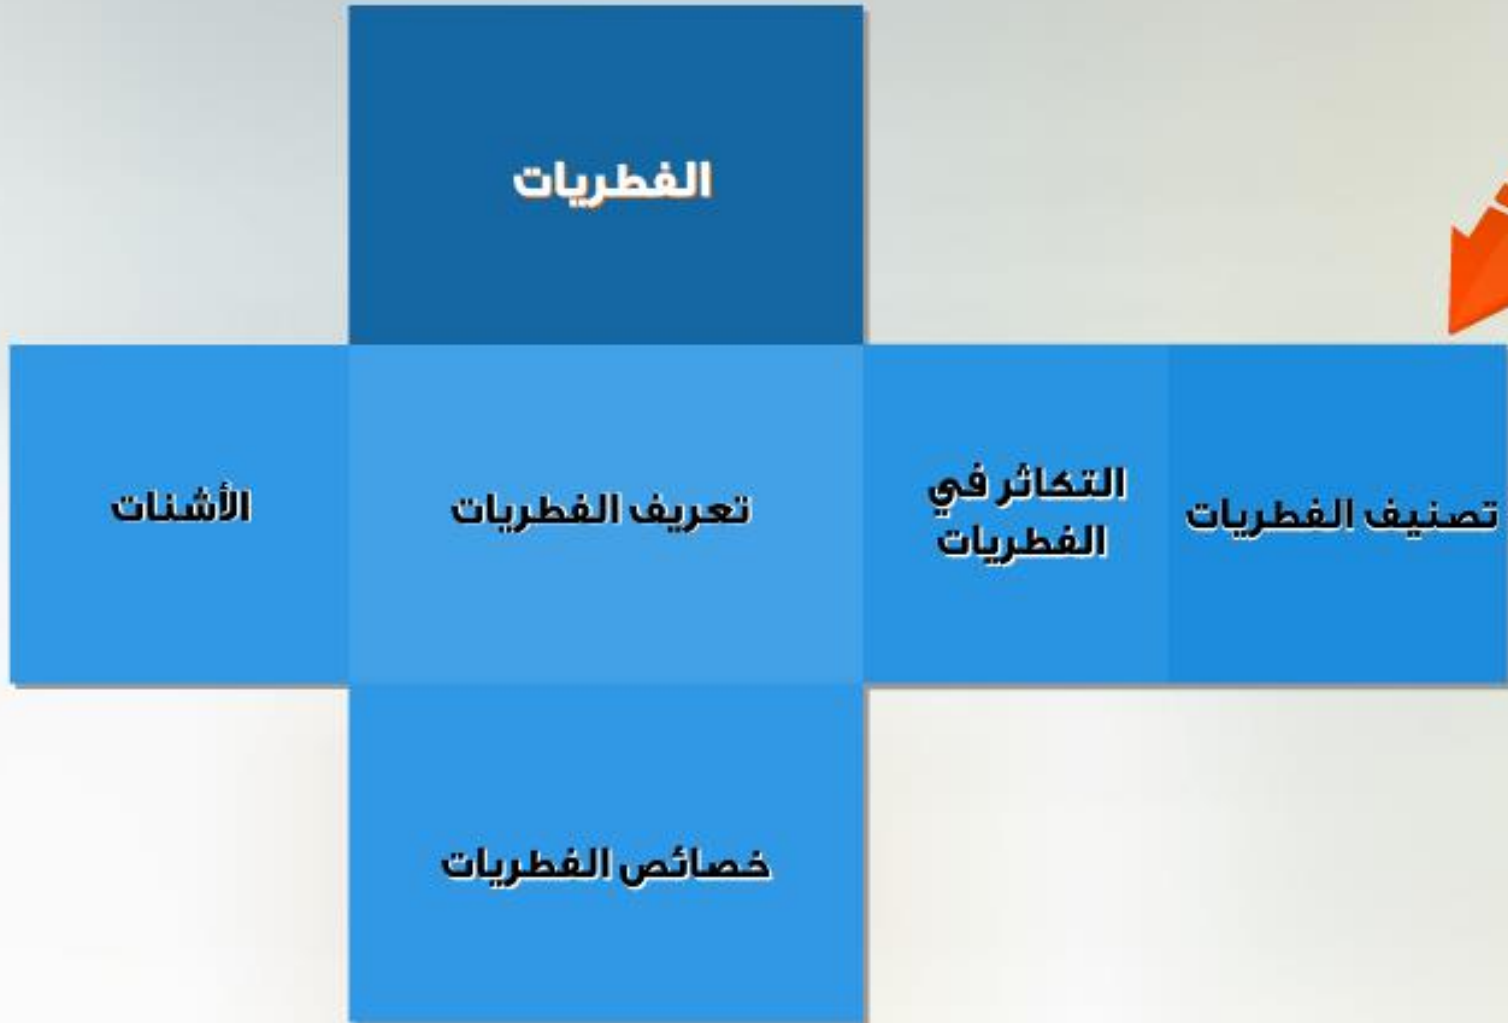 الفطريات
تصنيف الفطريات
التكاثر في
الفطريات
تعريف الفطريات
الأشنات
خصائص الفطريات